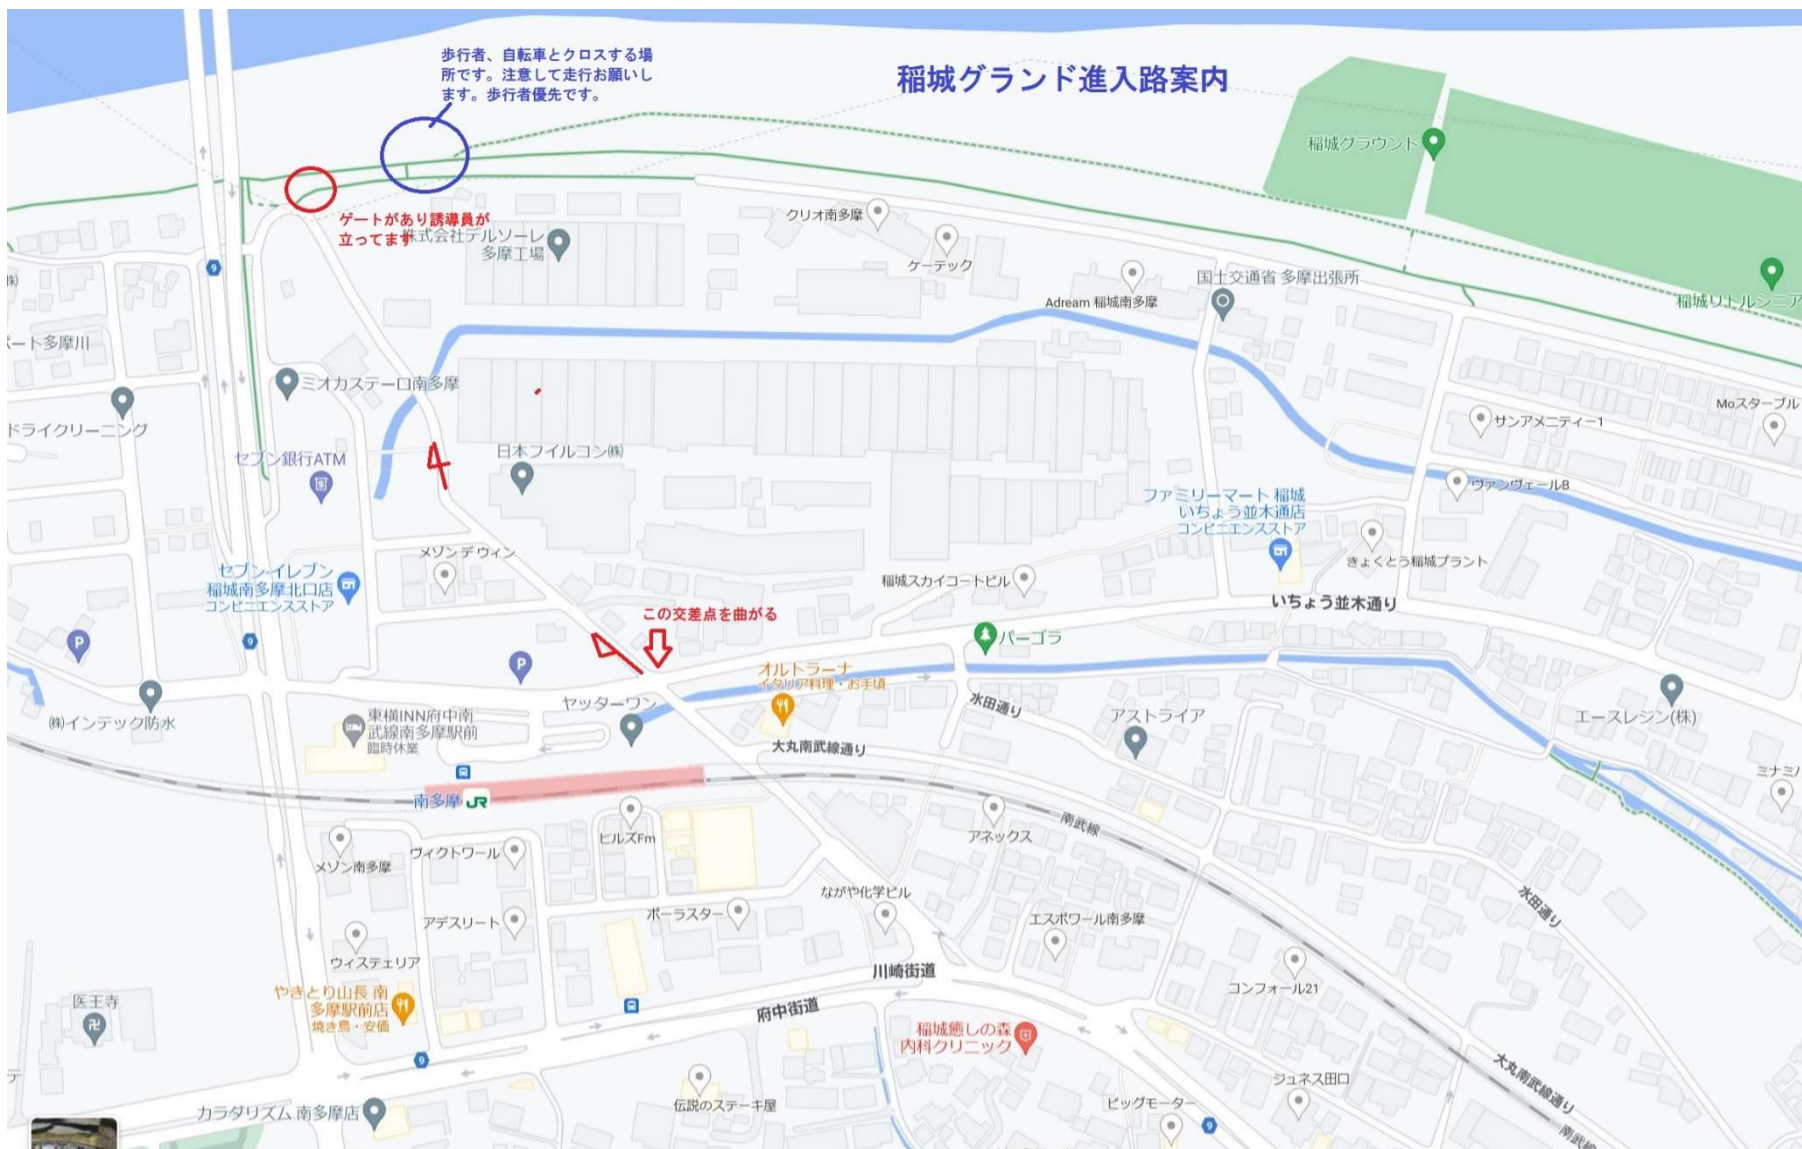 歩行者、自転車とクロスする場
所です。注意して走行お願いし
ます。歩行者優先です。
稲城グランド進入路案内
稲城グラウンド
ゲートがあり誘導員が
立ってます
株式会社デルソーレ
多摩工場
クリオ南多摩
ケーテック
Adream 稲城南多摩
国土交通省 多摩出張所
稲城リトルシニア
9
ート多摩川
ミオカステーロ南多摩
ドライクリーニング
セブン銀行ATM
日本フイルコン㈱
Moスターブル
サンアメニティー1
ヴァンヴェールB
ファミリーマート 稲城
いちょう並木通店
コンビニエンスストア
きょくとう稲城プラント
メゾン デ ウィン
セブン-イレブン
稲城南多摩北口店
コンビニエンスストア
稲城スカイコートビル
いちょう並木通り
この交差点を曲がる
9
P
P
パーゴラ
オルトラーナ
イタリア料理・お手頃
ヤッターワン
㈱インテック防水
東横INN府中南
武線南多摩駅前
臨時休業
水田通り
アストライア
エースレジン(株)
大丸南武線通り
ミナミハ
南多摩 JR
南武線
メゾン南多摩
ヴィクトワール
ヒルズFm
アネックス
ながや化学ビル
ポーラスター
アデスリート
エスポワール南多摩
水田通り
ウィステリア
川崎街道
コンフォール21
医王寺
やきとり山長 南
多摩駅前店
焼き鳥・安価
府中街道
稲城癒しの森
内科クリニック
9
大丸南武線通り
テ
カラダリズム 南多摩店
伝説のステーキ屋
ジュネス田口
ビッグモーター
9
南武線